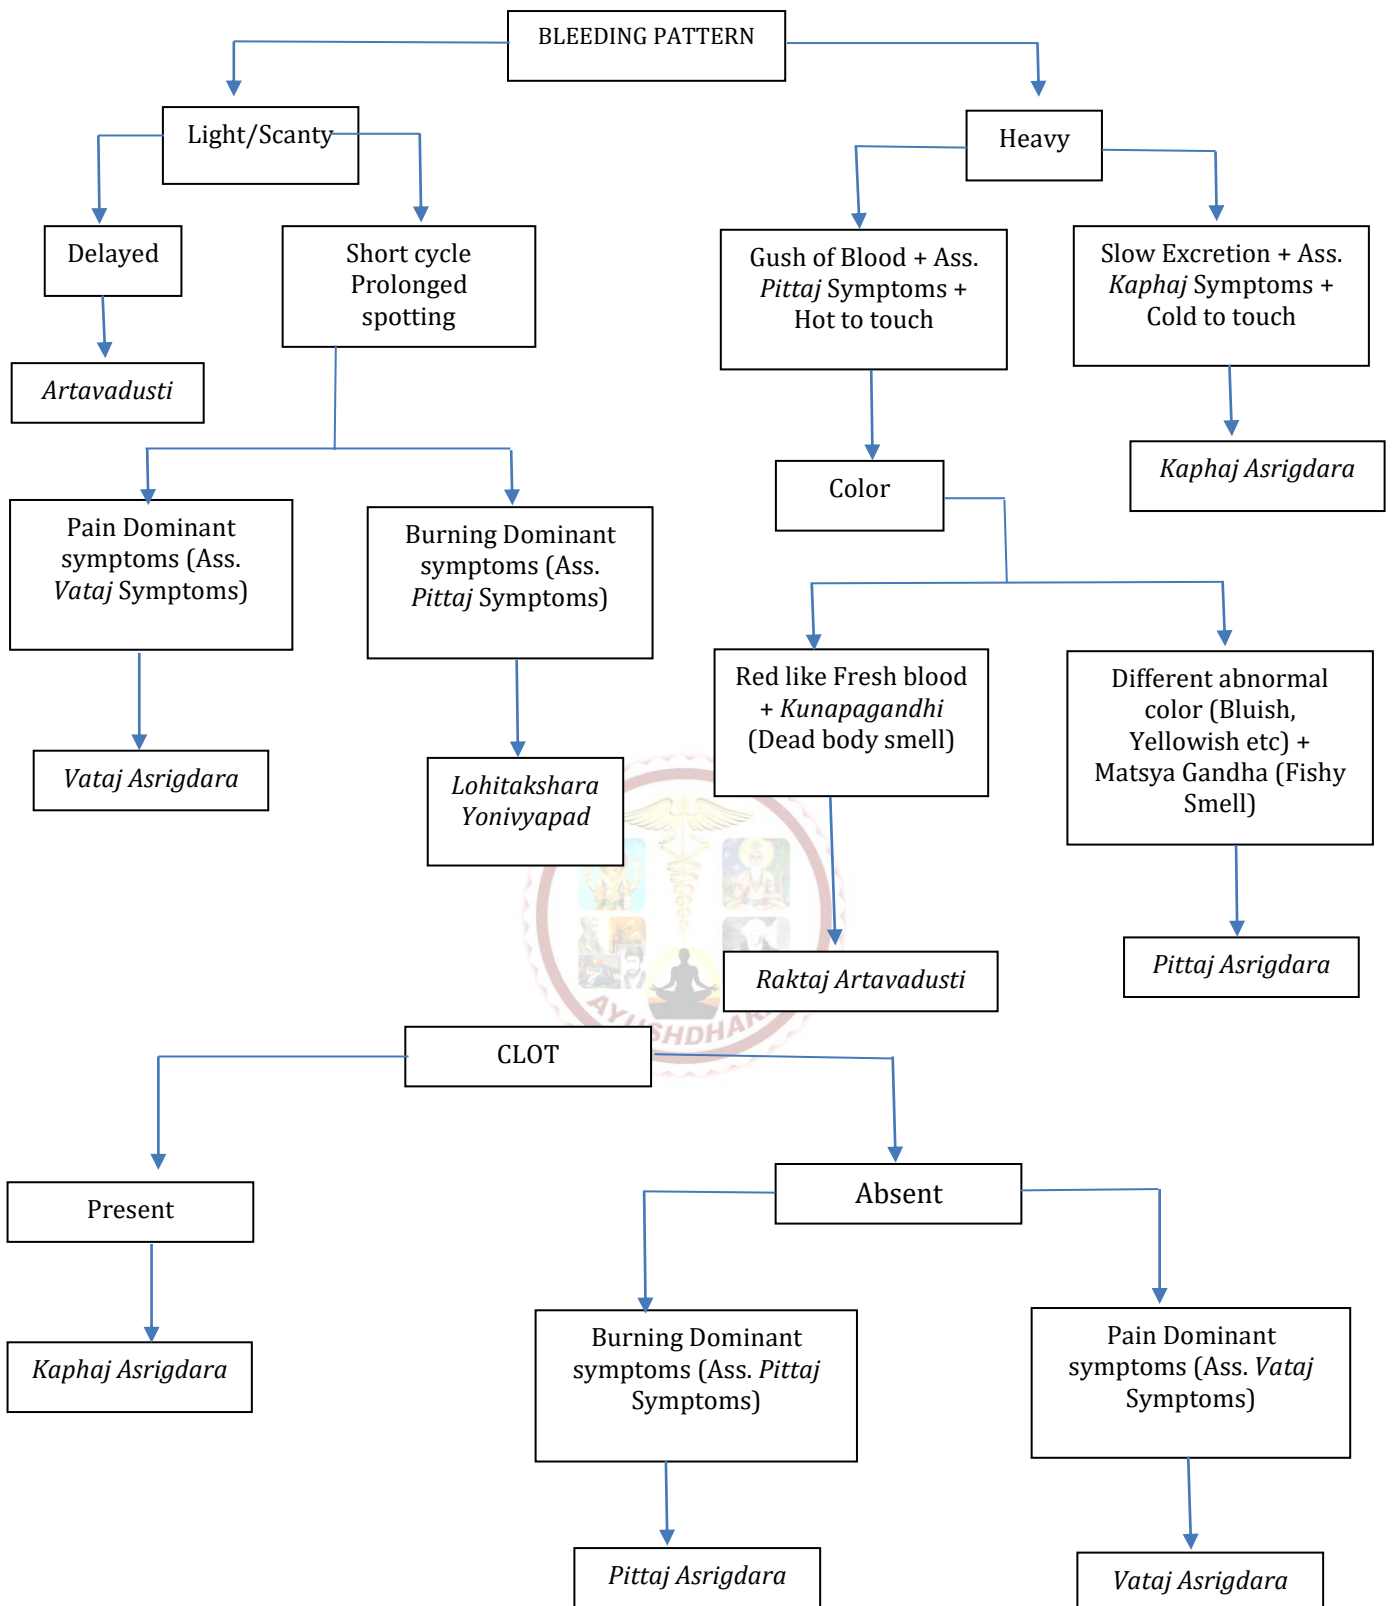 BLEEDING PATTERN
Light/Scanty
Heavy
Delayed
Short cycle
Prolonged
spotting
Gush of Blood + Ass.
Pittaj Symptoms +
Hot to touch
Slow Excretion + Ass.
Kaphaj Symptoms +
Cold to touch
Artavadusti
Kaphaj Asrigdara
Color
Pain Dominant
symptoms (Ass.
Vataj Symptoms)
Burning Dominant
symptoms (Ass.
Pittaj Symptoms)
Red like Fresh blood
+ Kunapagandhi
(Dead body smell)
Different abnormal
color (Bluish,
Yellowish etc) +
Matsya Gandha (Fishy
Smell)
Vataj Asrigdara
Lohitakshara
Yonivyapad
Raktaj Artavadusti
Pittaj Asrigdara
CLOT
Present
Absent
Kaphaj Asrigdara
Burning Dominant
symptoms (Ass. Pittaj
Symptoms)
Pain Dominant
symptoms (Ass. Vataj
Symptoms)
Pittaj Asrigdara
Vataj Asrigdara